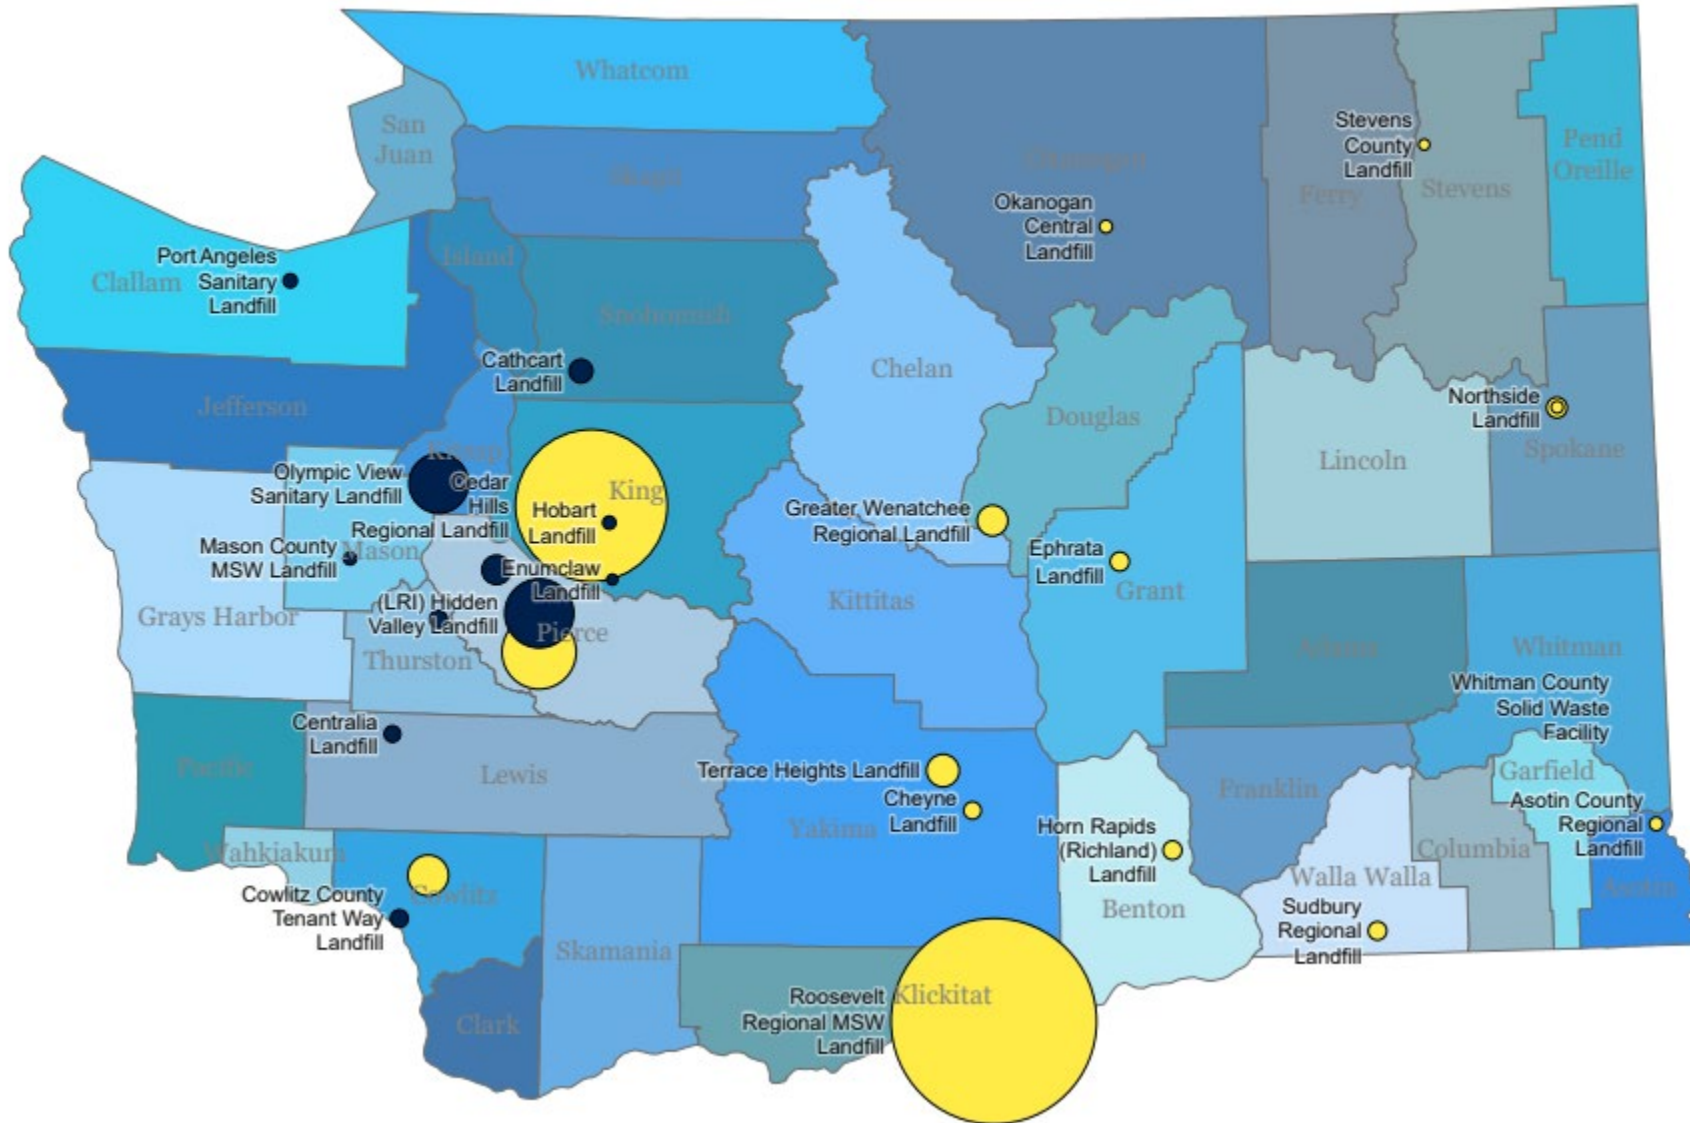 Whatcom
San
Juan
Skagit
Okanogan
Ferry
Stevens
Pend
Oreille
Stevens
County
Landfill
Okanogan
Central
Landfill
Island
Clallam
Port Angeles
Sanitary
Landfill
Snohomish
Cathcart
Landfill
Chelan
Douglas
Jefferson
Kitsap
Northside
Landfill
Spokane
Lincoln
Olympic View
Sanitary Landfill
Cedar
Hills
Regional Landfill
King
Hobart
Landfill
Greater Wenatchee
Regional Landfill
Ephrata
Landfill
Grant
Mason County
MSW Landfill
Mason
Enumclaw
Landfill
Kittitas
Grays Harbor
(LRI) Hidden
Valley Landfill
Pierce
Thurston
Adams
Whitman
Whitman County
Solid Waste
Facility
Centralia
Landfill
Lewis
Pacific
Terrace Heights Landfill
Cheyne
Landfill
Yakima
Franklin
Garfield
Asotin County
Regional
Landfill
Horn Rapids
(Richland)
Landfill
Benton
Columbia
Walla Walla
Sudbury
Regional
Landfill
Asotin
Wahkiakum
Cowlitz
Cowlitz County
Tenant Way
Landfill
Skamania
Clark
Klickitat
Roosevelt
Regional MSW
Landfill